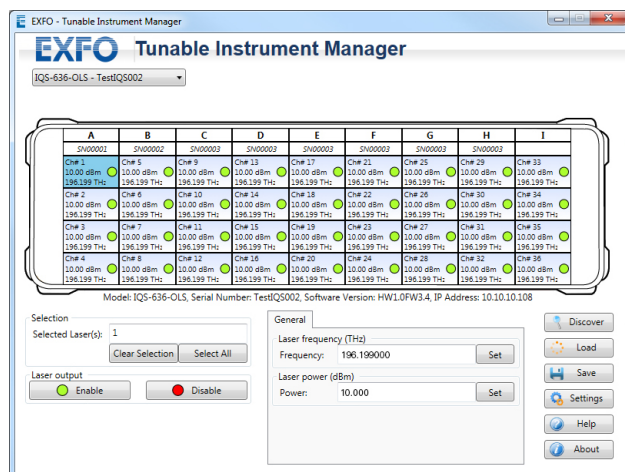 EXFO - Tunable Instrument Manager
EXFO Tunable Instrument Manager
IQS-636-OLS - TestIQS002
A B C D E F G H I
SN00001 SN00002 SN00003 SN00003 SN00003 SN00003 SN00003 SN00003
Ch# 1 Ch# 5 Ch# 9 Ch# 13 Ch# 17 Ch# 21 Ch# 25 Ch# 29 Ch# 33
10.00 dBm 10.00 dBm 10.00 dBm 10.00 dBm 10.00 dBm 10.00 dBm 10.00 dBm 10.00 dBm 10.00 dBm
196.199 THz 196.199 THz 196.199 THz 196.199 THz 196.199 THz 196.199 THz 196.199 THz 196.199 THz 196.199 THz
Ch# 2 Ch# 6 Ch# 10 Ch# 14 Ch# 18 Ch# 22 Ch# 26 Ch# 30 Ch# 34
10.00 dBm 10.00 dBm 10.00 dBm 10.00 dBm 10.00 dBm 10.00 dBm 10.00 dBm 10.00 dBm 10.00 dBm
196.199 THz 196.199 THz 196.199 THz 196.199 THz 196.199 THz 196.199 THz 196.199 THz 196.199 THz 196.199 THz
Ch# 3 Ch# 7 Ch# 11 Ch# 15 Ch# 19 Ch# 23 Ch# 27 Ch# 31 Ch# 35
10.00 dBm 10.00 dBm 10.00 dBm 10.00 dBm 10.00 dBm 10.00 dBm 10.00 dBm 10.00 dBm 10.00 dBm
196.199 THz 196.199 THz 196.199 THz 196.199 THz 196.199 THz 196.199 THz 196.199 THz 196.199 THz 196.199 THz
Ch# 4 Ch# 8 Ch# 12 Ch# 16 Ch# 20 Ch# 24 Ch# 28 Ch# 32 Ch# 36
10.00 dBm 10.00 dBm 10.00 dBm 10.00 dBm 10.00 dBm 10.00 dBm 10.00 dBm 10.00 dBm 10.00 dBm
196.199 THz 196.199 THz 196.199 THz 196.199 THz 196.199 THz 196.199 THz 196.199 THz 196.199 THz 196.199 THz
Model: IQS-636-OLS, Serial Number: TestIQS002, Software Version: HW1.0FW3.4, IP Address: 10.10.10.108
Selection
Selected Laser(s): 1
Clear Selection Select All
Laser output
Enable Disable
General
Laser frequency (THz)
Frequency: 196.199000 Set
Laser power (dBm)
Power: 10.000 Set
Discover
Load
Save
Settings
Help
About